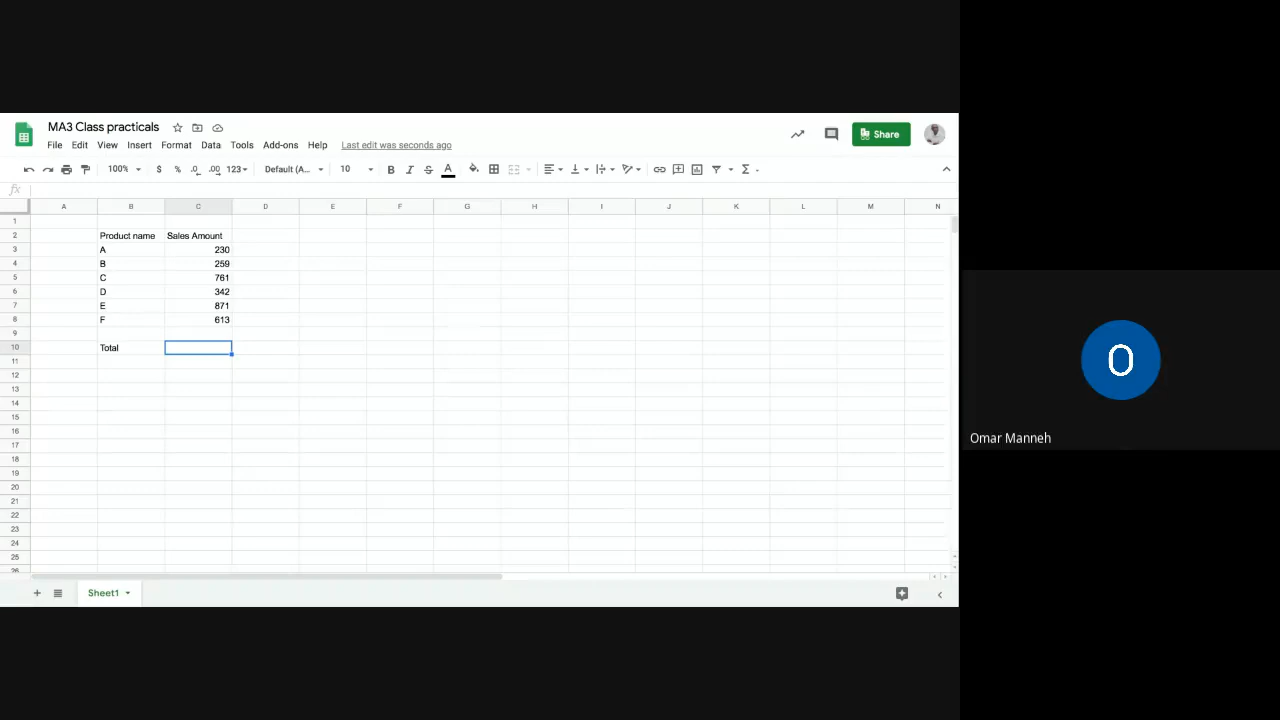 MA3 Class practicals
File Edit View Insert Format Data Tools Add-ons Help Last edit was seconds ago
Share
100% $ % .0 .00 123 Default (A... 10 B I S A Σ
fx
A B C D E F G H I J K L M N
1
2 Product name Sales Amount
3 A 230
4 B 259
5 C 761
6 D 342
7 E 871
8 F 613
9
10 Total
11
12
13
14
15
16
17
18
19
20
21
22
23
24
25
26
Sheet1
O
Omar Manneh